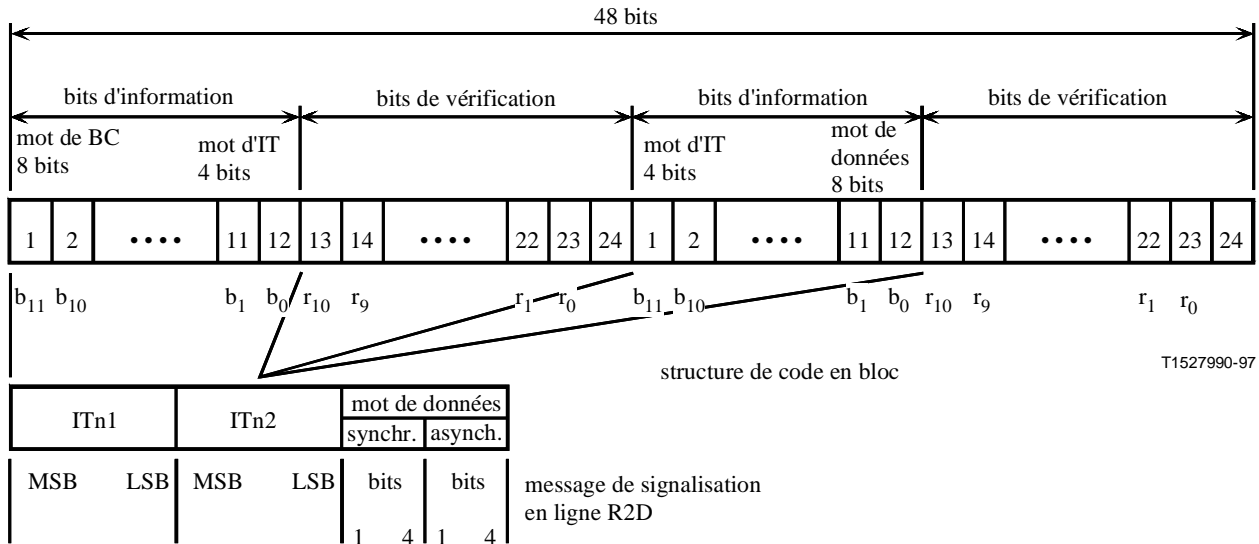 48 bits
bits d'information bits de vérification bits d'information bits de vérification
mot de BC
8 bits
mot d'IT
4 bits
mot d'IT
4 bits
mot de
données
8 bits
1 2 •••• 11 12 13 14 •••• 22 23 24 1 2 •••• 11 12 13 14 •••• 22 23 24
b11 b10 b1 b0 r10 r9 r1 r0 b11 b10 b1 b0 r10 r9 r1 r0
structure de code en bloc
T1527990-97
ITn1 ITn2 mot de données
synchr. asynch.
MSB LSB MSB LSB bits bits
1 4 1 4
message de signalisation
en ligne R2D